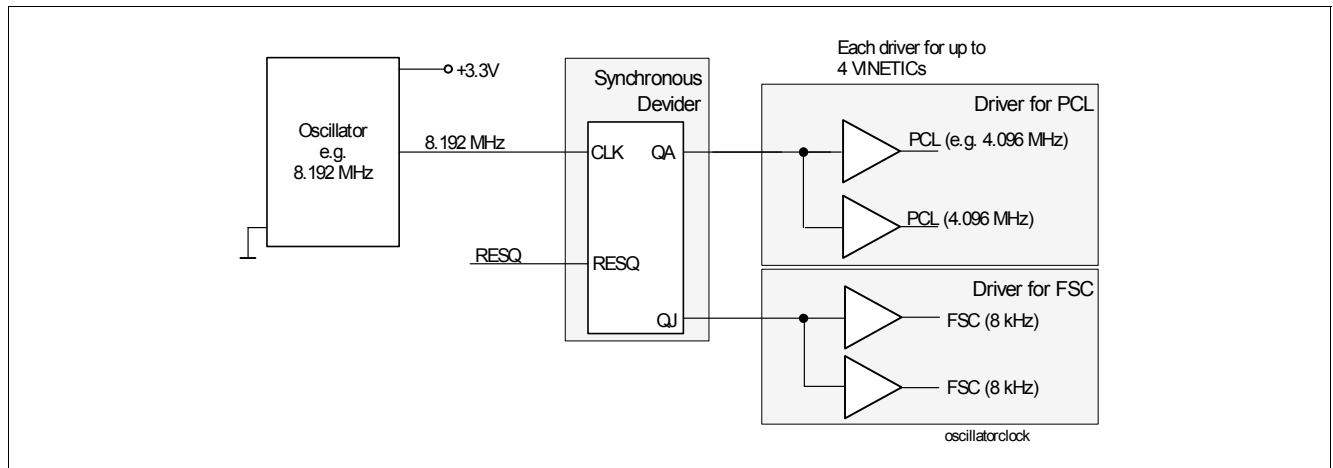 Each driver for up to
4 VINETICs
+3.3V
Synchronous
Devider
Driver for PCL
Oscillator
e.g.
8.192 MHz
8.192 MHz
CLK
QA
PCL (e.g. 4.096 MHz)
PCL (4.096 MHz)
RESQ
RESQ
QJ
Driver for FSC
FSC (8 kHz)
FSC (8 kHz)
oscillatorclock